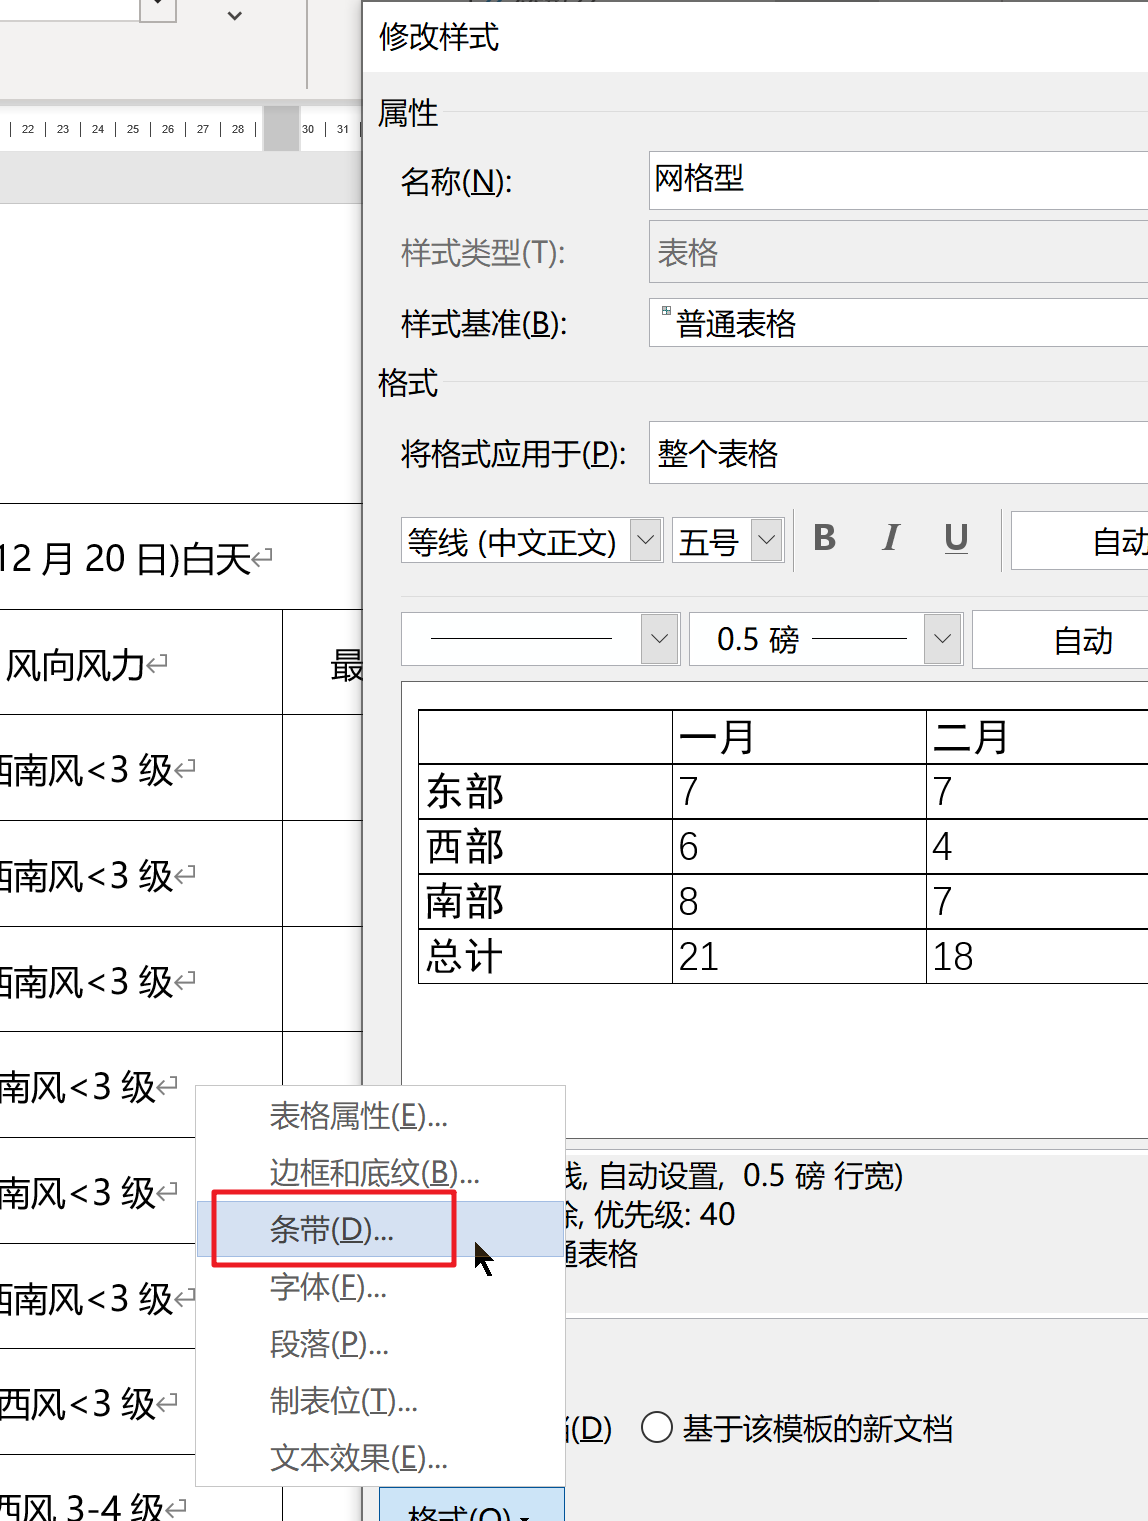 修改样式
22 23 24 25 26 27 28 30 31
属性
名称(N):
网格型
样式类型(T):
表格
样式基准(B):
普通表格
格式
将格式应用于(P):
整个表格
等线 (中文正文)
五号
B I U
自动
0.5 磅
自动
12 月 20 日)白天
风向风力
最
西南风<3 级
西南风<3 级
西南风<3 级
南风<3 级
南风<3 级
西南风<3 级
西风<3 级
西风 3-4 级
一月 二月
东部 7 7
西部 6 4
南部 8 7
总计 21 18
表格属性(E)...
边框和底纹(B)...
条带(D)...
字体(F)...
段落(P)...
制表位(T)...
文本效果(E)...
线, 自动设置, 0.5 磅 行宽)
除, 优先级: 40
通表格
(D)
基于该模板的新文档
格式(O)